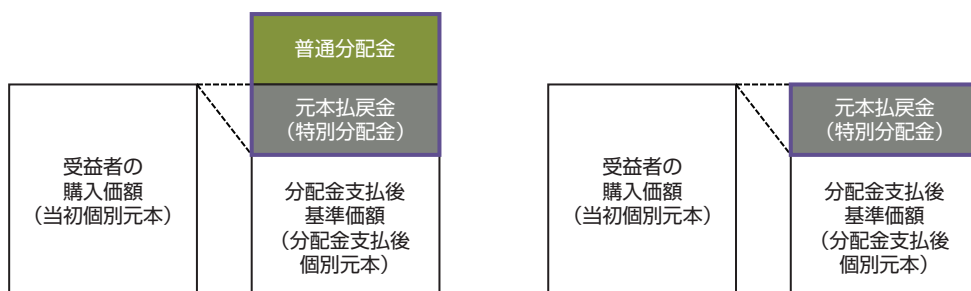 普通分配金
元本払戻金
（特別分配金）
受益者の
購入価額
（当初個別元本）
分配金支払後
基準価額
（分配金支払後
個別元本）
元本払戻金
（特別分配金）
受益者の
購入価額
（当初個別元本）
分配金支払後
基準価額
（分配金支払後
個別元本）